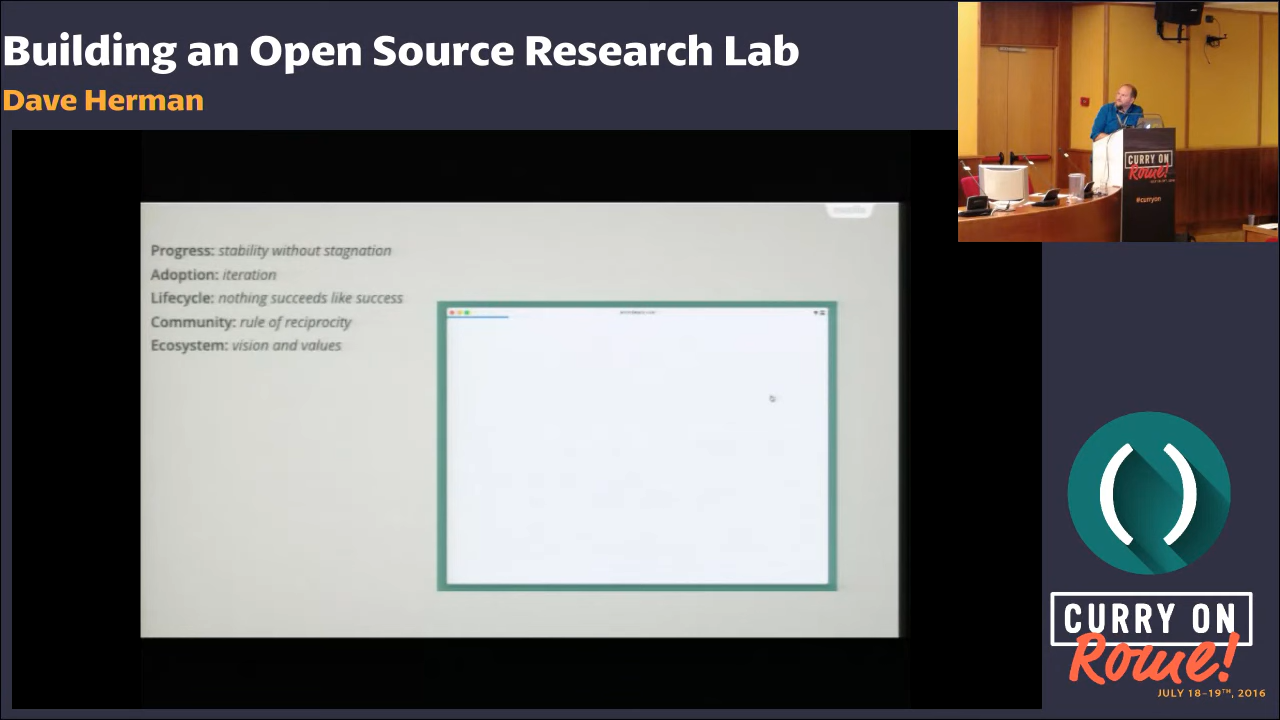 Building an Open Source Research Lab
Dave Herman
mozilla
Progress: stability without stagnation
Adoption: iteration
Lifecycle: nothing succeeds like success
Community: rule of reciprocity
Ecosystem: vision and values
CURRY ON
Rome!
#curryon
CURRY ON
Rome!
JULY 18-19TH, 2016